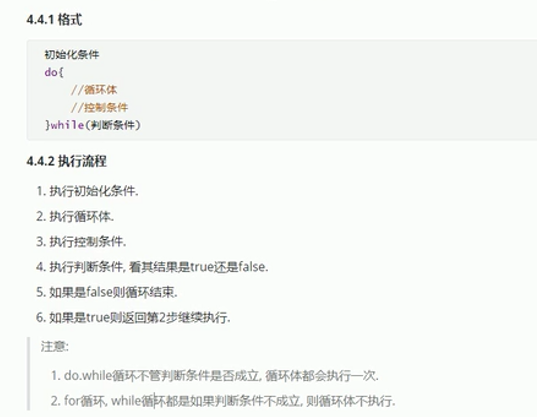 4.4.1 格式
初始化条件
do{
//循环体
//控制条件
}while(判断条件)
4.4.2 执行流程
1. 执行初始化条件.
2. 执行循环体.
3. 执行控制条件.
4. 执行判断条件, 看其结果是true还是false.
5. 如果是false则循环结束.
6. 如果是true则返回第2步继续执行.
注意:
1. do.while循环不管判断条件是否成立, 循环体都会执行一次.
2. for循环, while循环都是如果判断条件不成立, 则循环体不执行.